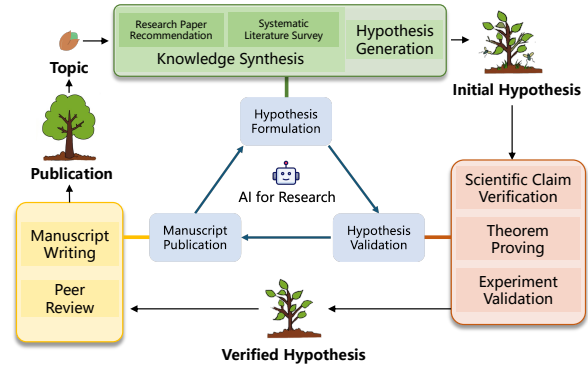 Research Paper
Recommendation
Systematic
Literature Survey
Hypothesis
Generation
Knowledge Synthesis
Topic
Initial Hypothesis
Hypothesis
Formulation
AI for Research
Publication
Manuscript
Publication
Hypothesis
Validation
Scientific Claim
Verification
Theorem
Proving
Experiment
Validation
Manuscript
Writing
Peer
Review
Verified Hypothesis